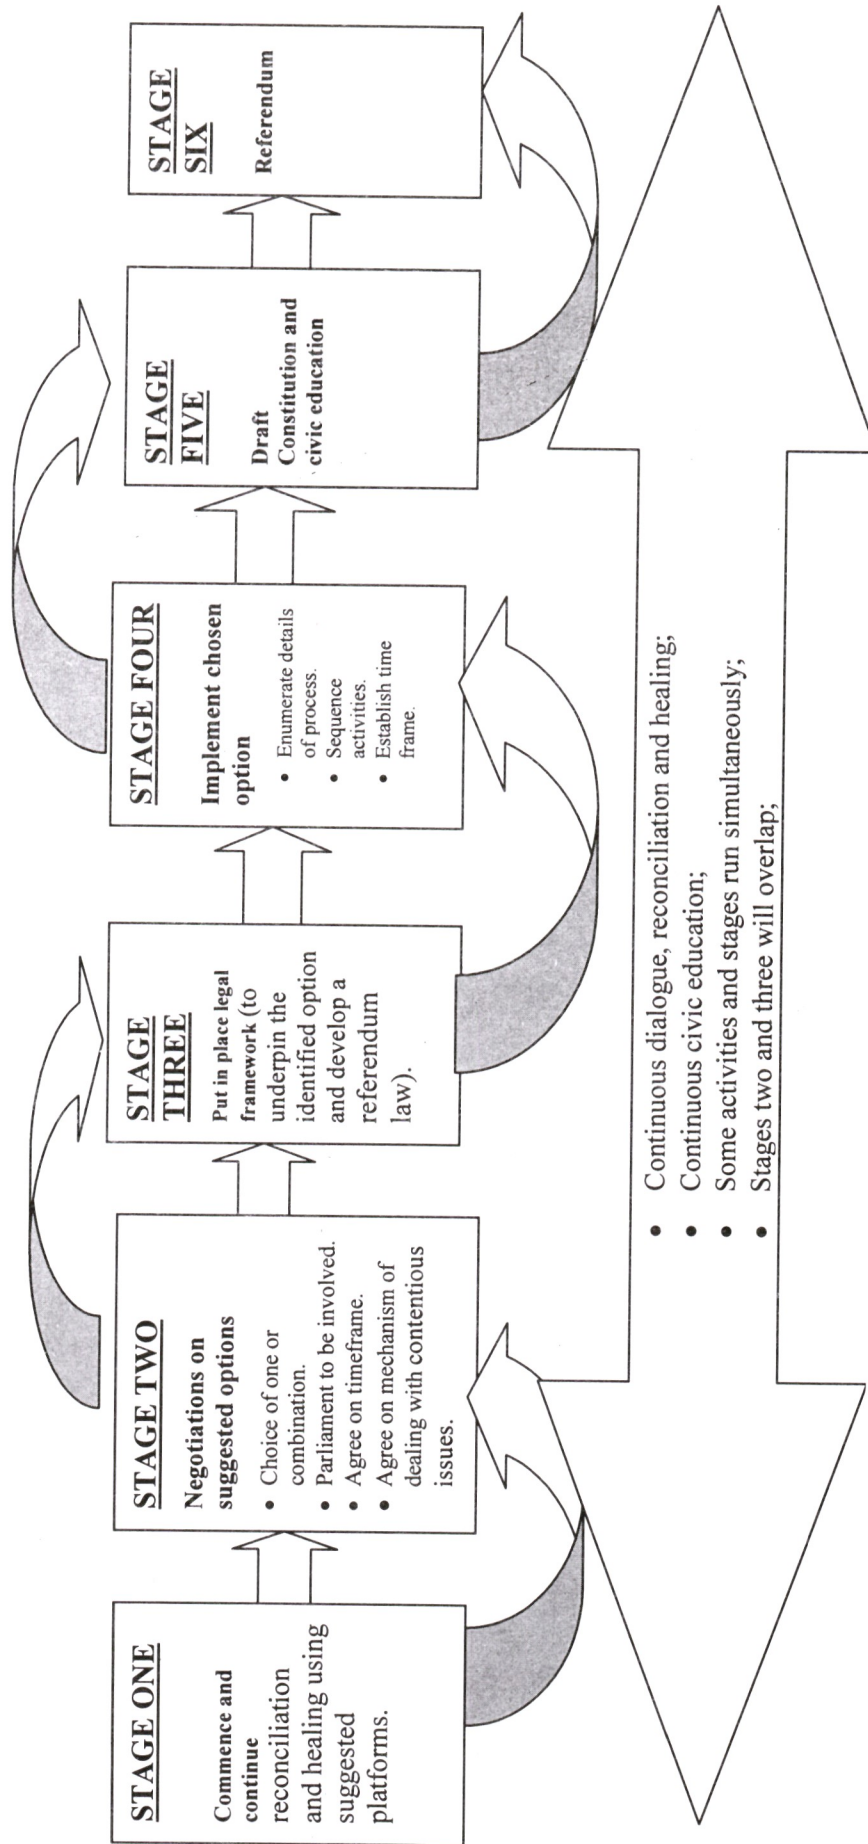 STAGE ONE
Commence and
continue
reconciliation
and healing using
suggested
platforms.
STAGE TWO
Negotiations on
suggested options
• Choice of one or
combination.
• Parliament to be involved.
• Agree on timeframe.
• Agree on mechanism of
dealing with contentious
issues.
STAGE
THREE
Put in place legal
framework (to
underpin the
identified option
and develop a
referendum
law).
STAGE FOUR
Implement chosen
option
• Enumerate details
of process.
• Sequence
activities.
• Establish time
frame.
STAGE
FIVE
Draft
Constitution and
civic education
STAGE
SIX
Referendum
• Continuous dialogue, reconciliation and healing;
• Continuous civic education;
• Some activities and stages run simultaneously;
• Stages two and three will overlap;